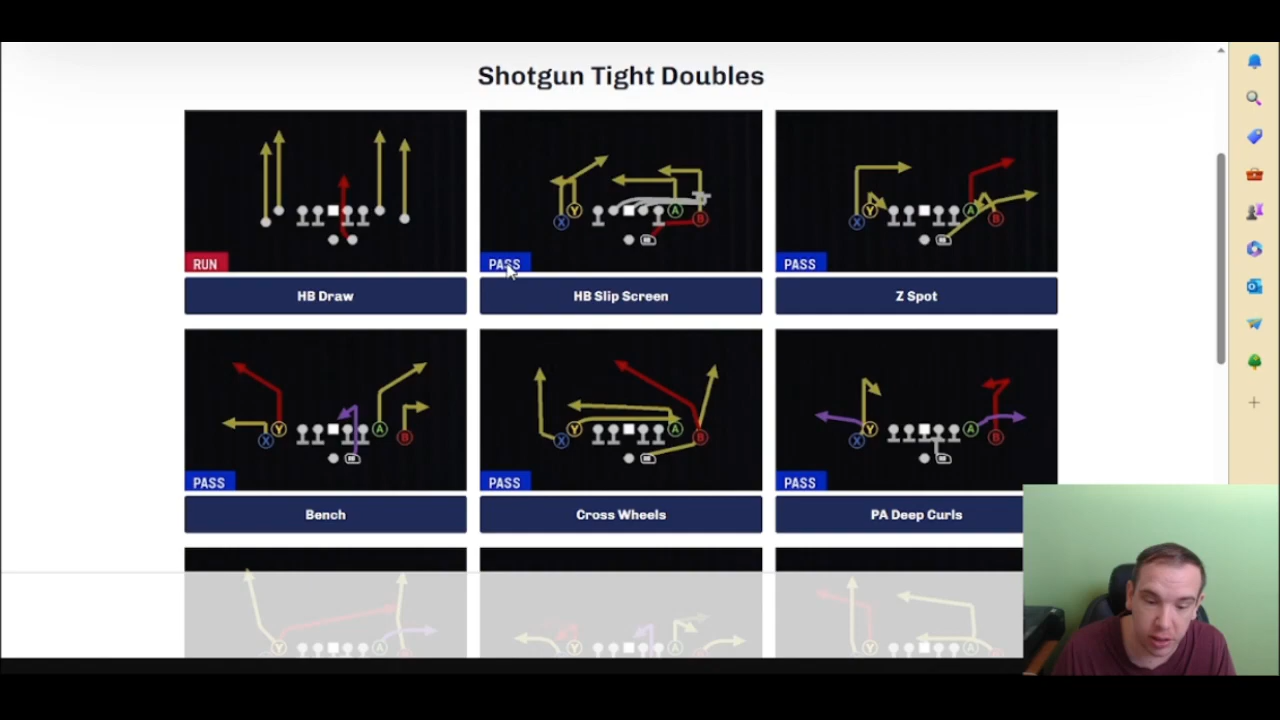 Shotgun Tight Doubles
RUN
PASS
PASS
HB Draw
HB Slip Screen
Z Spot
X Y A B
X Y A B
PASS
PASS
PASS
X Y A B
X Y A B
X Y A B
Bench
Cross Wheels
PA Deep Curls
Y A
Y A B
Y A B